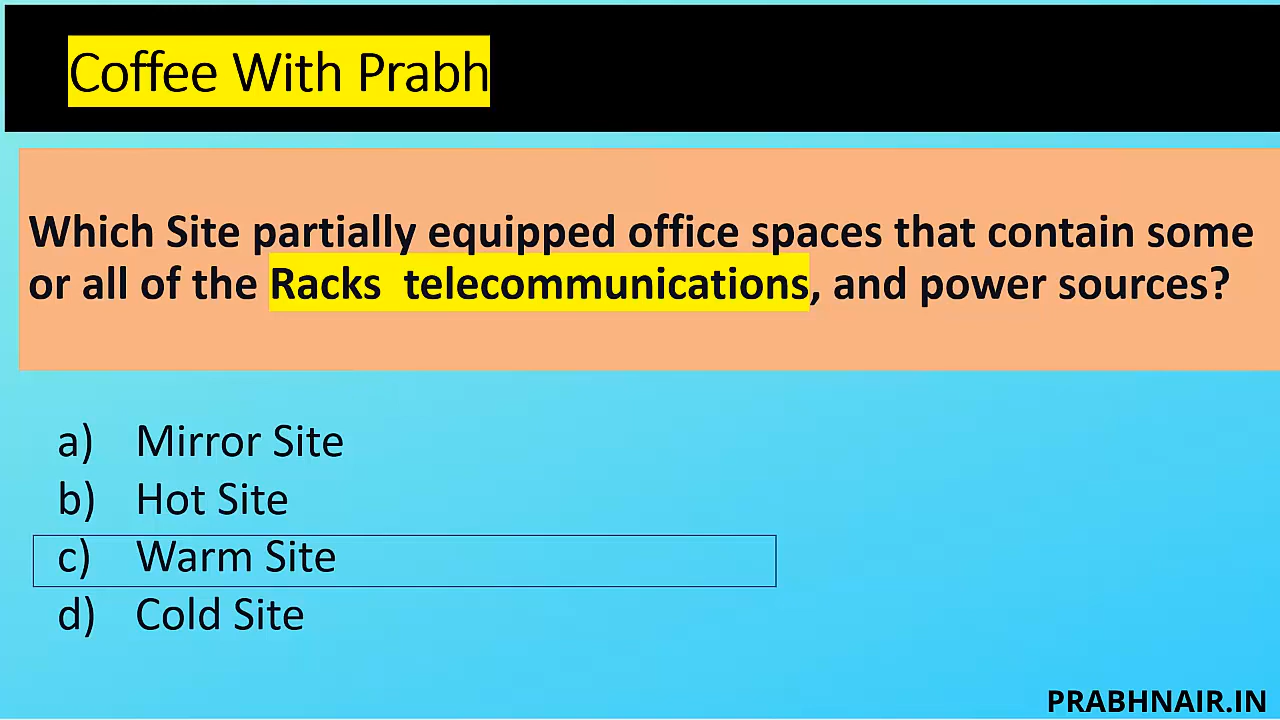 Coffee With Prabh
Which Site partially equipped office spaces that contain some
or all of the Racks telecommunications, and power sources?
a) Mirror Site
b) Hot Site
c) Warm Site
d) Cold Site
PRABHNAIR.IN